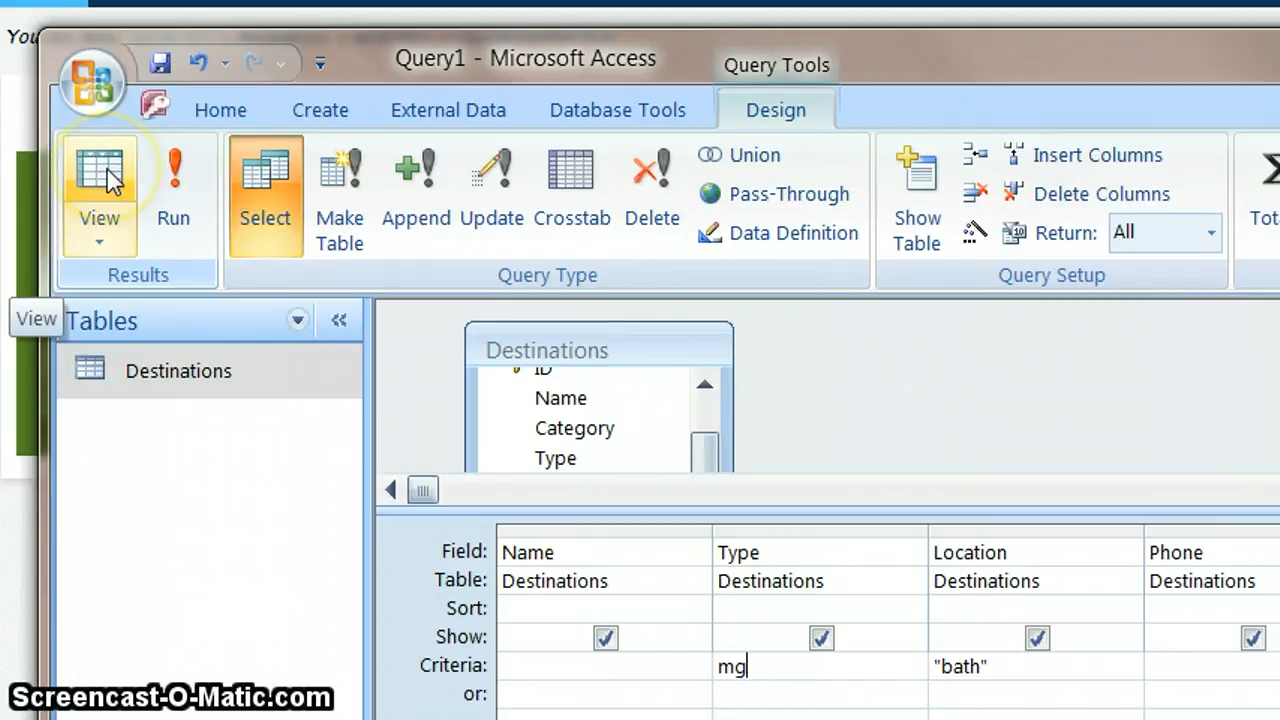 You
Query1 - Microsoft Access
Query Tools
Home
Create
External Data
Database Tools
Design
View
Run
Select
Make
Table
Append
Update
Crosstab
Delete
Union
Pass-Through
Data Definition
Show
Table
Insert Columns
Delete Columns
Return: All
Results
Query Type
Query Setup
View
Tables
Destinations
Destinations
ID
Name
Category
Type
Field: Name Type Location Phone
Table: Destinations Destinations Destinations Destinations
Sort:
Show:
Criteria: mg "bath"
or:
Screencast-O-Matic.com